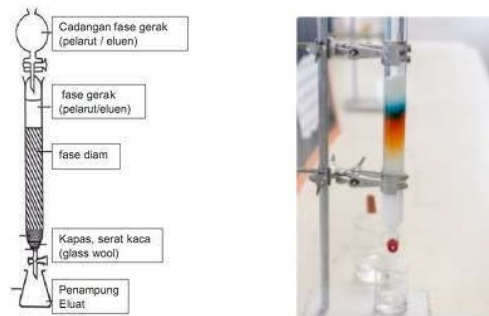 Cadangan fase gerak
(pelarut / eluen)
fase gerak
(pelarut/eluen)
fase diam
Kapas, serat kaca
(glass wool)
Penampung
Eluat